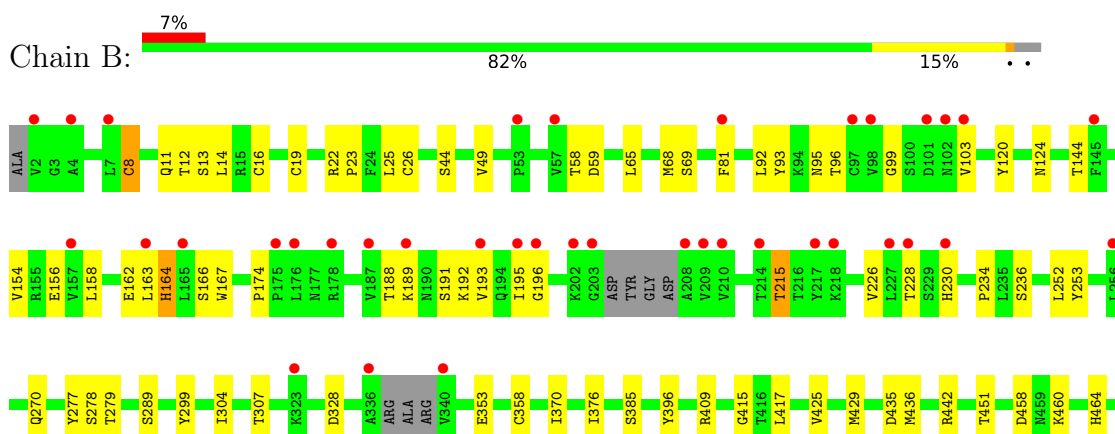 7%
Chain B:
82% 15% • •
ALA V2 G3 A4 L7 C8 Q11 T12 S13 L14 R15 C16 C19 R22 P23 F24 L25 C26 S44 V49 P53 V57 T58 D59 L65 M68 S69 F81 L92 Y93 K94 N95 T96 C97 V98 G99 S100 D101 N102 V103 Y120 N124 T144 F145
V154 R155 E156 V157 L158 E162 L163 H164 L165 S166 W167 P174 P175 L176 N177 R178 V187 T188 K189 N190 S191 K192 V193 Q194 I195 G196 K202 G203 ASP TYR GLY ASP A208 V209 V210 T214 T215 T216 Y217 K218 V226 L227 T228 S229 H230 P234 L235 S236 L252 Y253 L256
Q270 Y277 S278 T279 S289 Y299 I304 T307 K323 D328 A336 ARG ALA ARG V340 E353 C358 I370 I376 S385 Y396 R409 G415 T416 L417 V425 M429 D435 M436 R442 T451 D458 N459 K460 H464